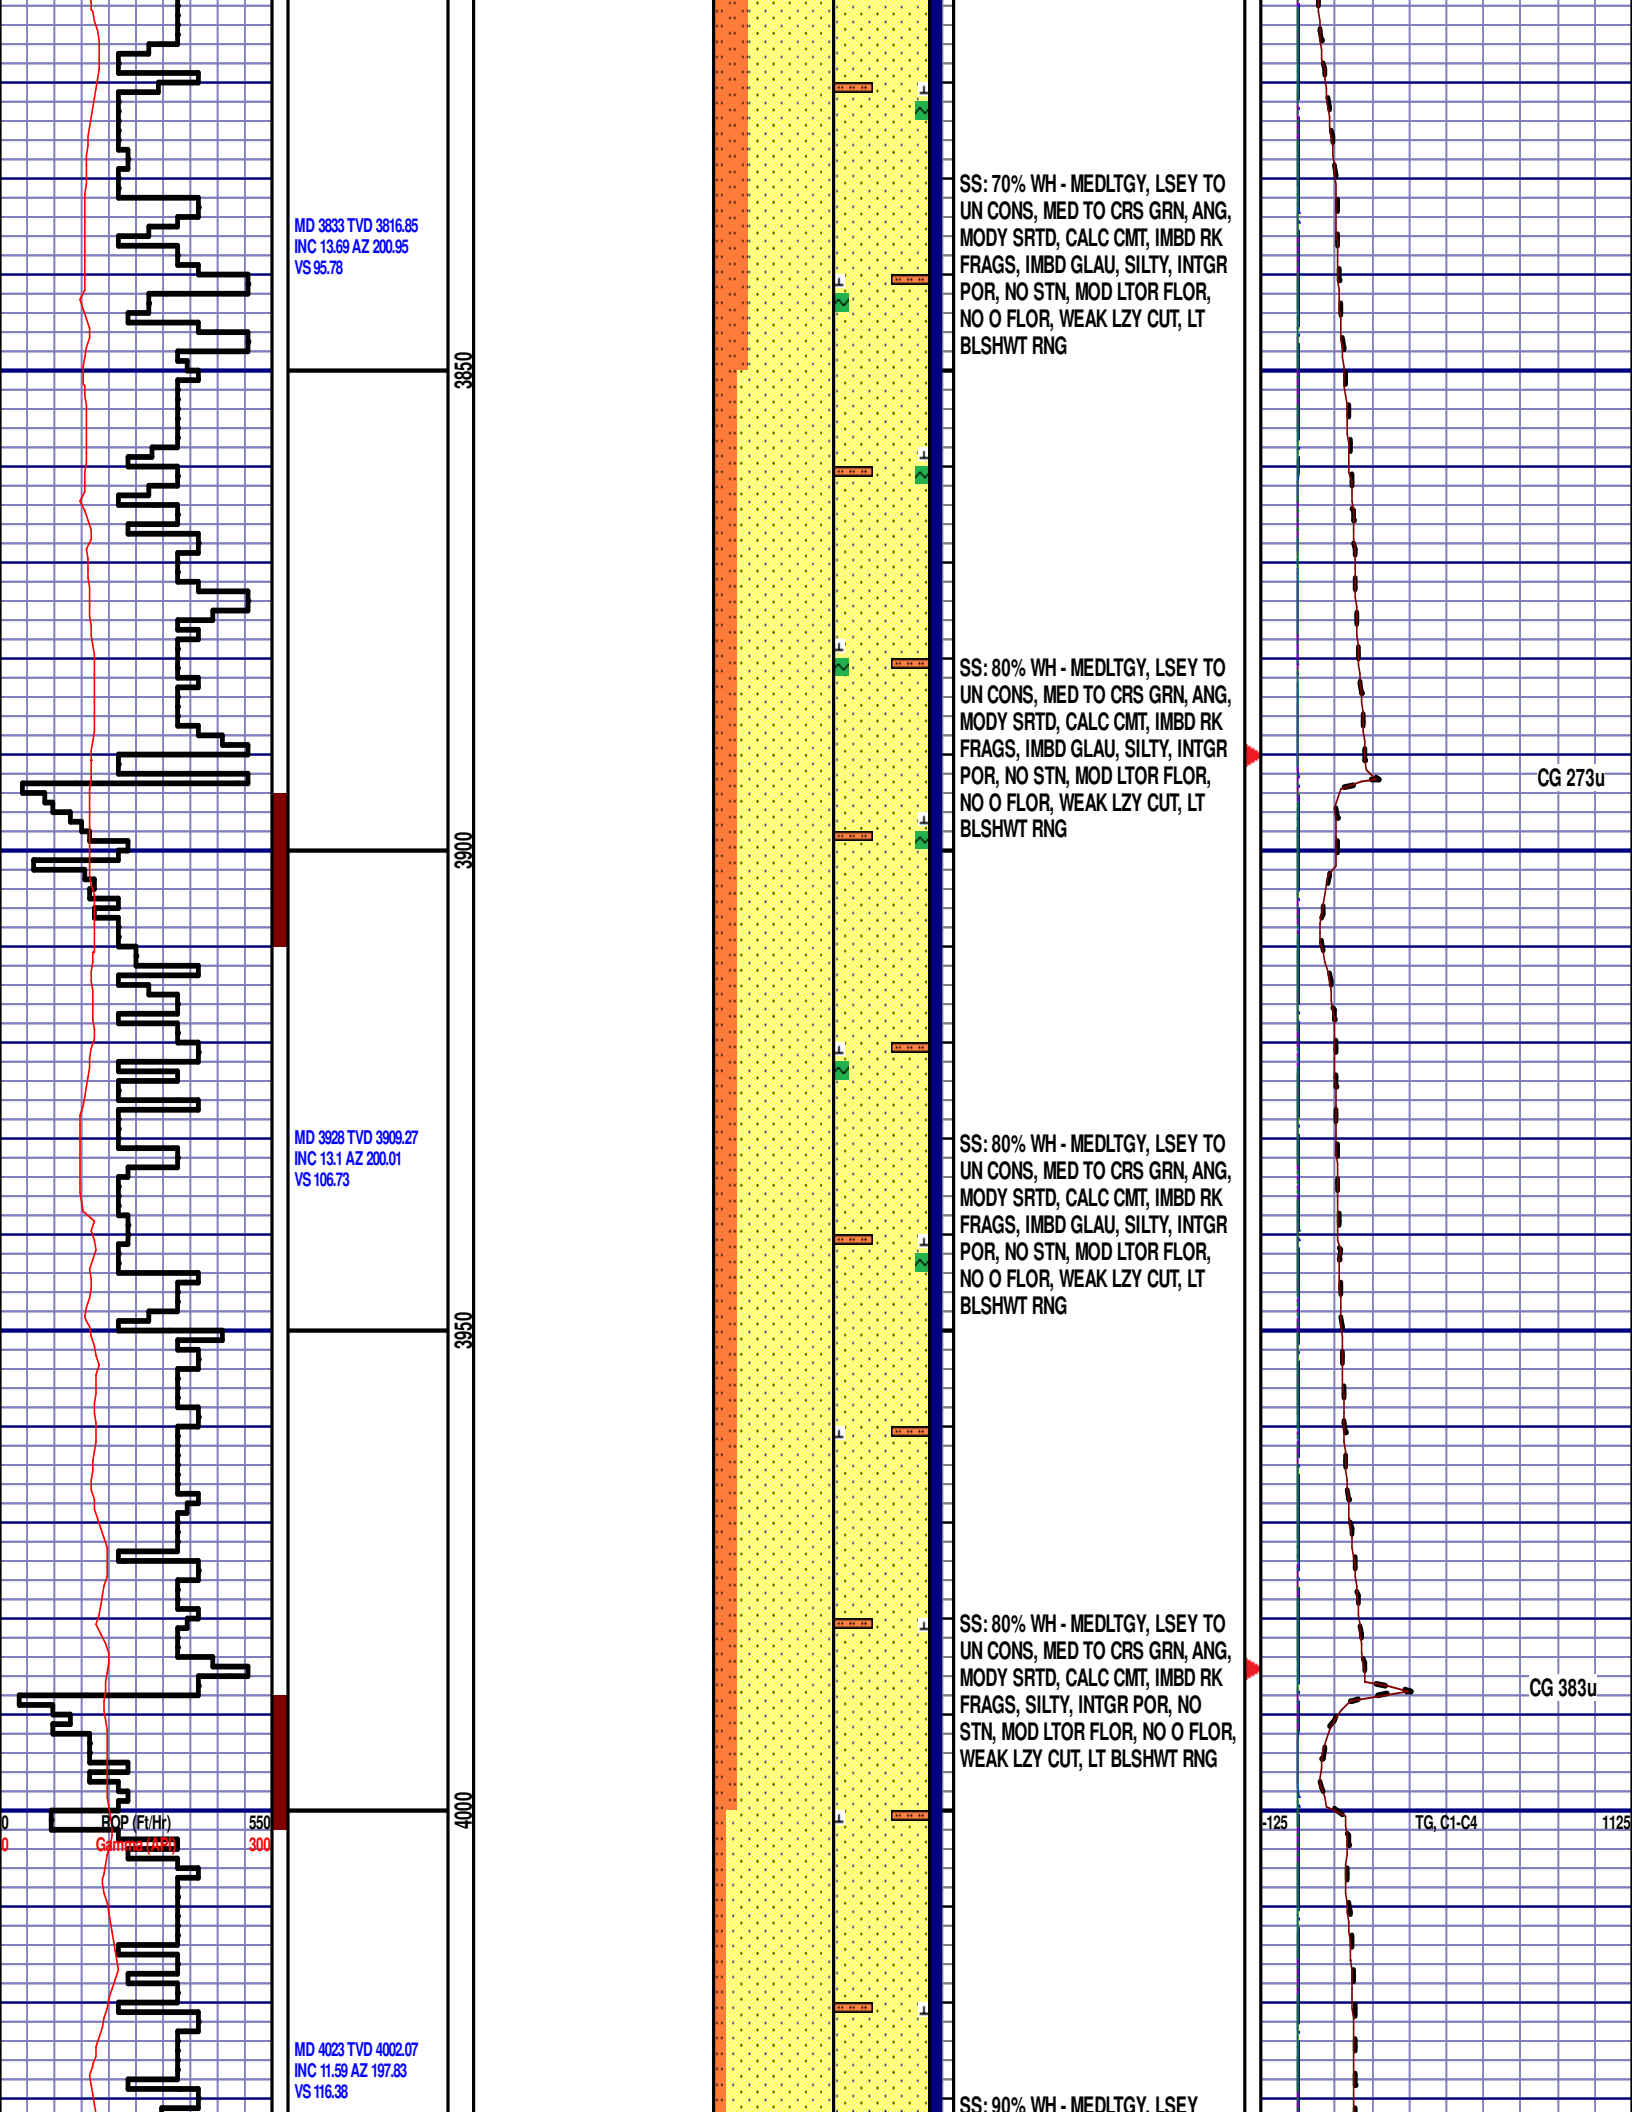 SS: 70% WH - MEDLTGY, LSEY TO
UN CONS, MED TO CRS GRN, ANG,
MODY SRTD, CALC CMT, IMBD RK
FRAGS, IMBD GLAU, SILTY, INTGR
POR, NO STN, MOD LTOR FLOR,
NO O FLOR, WEAK LZY CUT, LT
BLSHWT RNG
MD 3833 TVD 3816.85
INC 13.69 AZ 200.95
VS 95.78
3850
SS: 80% WH - MEDLTGY, LSEY TO
UN CONS, MED TO CRS GRN, ANG,
MODY SRTD, CALC CMT, IMBD RK
FRAGS, IMBD GLAU, SILTY, INTGR
POR, NO STN, MOD LTOR FLOR,
NO O FLOR, WEAK LZY CUT, LT
BLSHWT RNG
CG 273u
3900
MD 3928 TVD 3909.27
INC 13.1 AZ 200.01
VS 106.73
SS: 80% WH - MEDLTGY, LSEY TO
UN CONS, MED TO CRS GRN, ANG,
MODY SRTD, CALC CMT, IMBD RK
FRAGS, IMBD GLAU, SILTY, INTGR
POR, NO STN, MOD LTOR FLOR,
NO O FLOR, WEAK LZY CUT, LT
BLSHWT RNG
3950
SS: 80% WH - MEDLTGY, LSEY TO
UN CONS, MED TO CRS GRN, ANG,
MODY SRTD, CALC CMT, IMBD RK
FRAGS, SILTY, INTGR POR, NO
STN, MOD LTOR FLOR, NO O FLOR,
WEAK LZY CUT, LT BLSHWT RNG
CG 383u
4000
0 ROP (Ft/Hr) 550
0 Gamma (API) 300
-125 TG, C1-C4 1125
MD 4023 TVD 4002.07
INC 11.59 AZ 197.83
VS 116.38
SS: 90% WH - MEDLTGY, LSEY